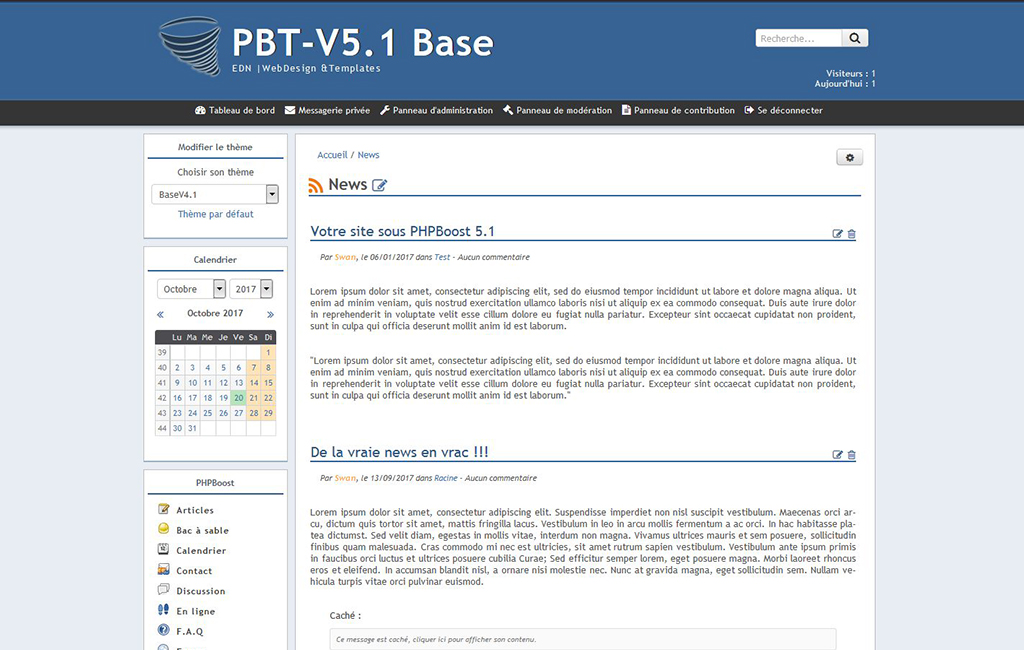 PBT-V5.1 Base
EDN |WebDesign &Templates
Recherche...
Visiteurs : 1
Aujourd'hui : 1
Tableau de bord Messagerie privée Panneau d'administration Panneau de modération Panneau de contribution Se déconnecter
Modifier le thème
Choisir son thème
BaseV4.1
Thème par défaut
Calendrier
Octobre 2017
« Octobre 2017 »
Lu Ma Me Je Ve Sa Di
39 1
40 2 3 4 5 6 7 8
41 9 10 11 12 13 14 15
42 16 17 18 19 20 21 22
43 23 24 25 26 27 28 29
44 30 31
PHPBoost
Articles
Bac à sable
Calendrier
Contact
Discussion
En ligne
F.A.Q
Accueil / News
News
Votre site sous PHPBoost 5.1
Par Swan, le 06/01/2017 dans Test - Aucun commentaire
Lorem ipsum dolor sit amet, consectetur adipiscing elit, sed do eiusmod tempor incididunt ut labore et dolore magna aliqua. Ut
enim ad minim veniam, quis nostrud exercitation ullamco laboris nisi ut aliquip ex ea commodo consequat. Duis aute irure dolor
in reprehenderit in voluptate velit esse cillum dolore eu fugiat nulla pariatur. Excepteur sint occaecat cupidatat non proident,
sunt in culpa qui officia deserunt mollit anim id est laborum.
"Lorem ipsum dolor sit amet, consectetur adipiscing elit, sed do eiusmod tempor incididunt ut labore et dolore magna aliqua. Ut
enim ad minim veniam, quis nostrud exercitation ullamco laboris nisi ut aliquip ex ea commodo consequat. Duis aute irure dolor
in reprehenderit in voluptate velit esse cillum dolore eu fugiat nulla pariatur. Excepteur sint occaecat cupidatat non proident,
sunt in culpa qui officia deserunt mollit anim id est laborum."
De la vraie news en vrac !!!
Par Swan, le 13/09/2017 dans Racine - Aucun commentaire
Lorem ipsum dolor sit amet, consectetur adipiscing elit. Suspendisse imperdiet non nisl suscipit vestibulum. Maecenas orci ar-
cu, dictum quis tortor sit amet, mattis fringilla lacus. Vestibulum in leo in arcu mollis fermentum a ac orci. In hac habitasse pla-
tea dictumst. Sed velit diam, egestas in mollis vitae, interdum non magna. Vivamus ultrices mauris et sem posuere, sollicitudin
finibus quam malesuada. Cras commodo mi nec est ultricies, sit amet rutrum sapien vestibulum. Vestibulum ante ipsum primis
in faucibus orci luctus et ultrices posuere cubilia Curae; Sed efficitur semper lorem, eget posuere magna. Morbi laoreet rhoncus
eros et eleifend. In accumsan blandit nisl, a ornare nisi molestie nec. Nunc at gravida magna, eget sollicitudin sem. Nullam ve-
hicula turpis vitae orci pulvinar euismod.
Caché :
Ce message est caché, cliquer ici pour afficher son contenu.